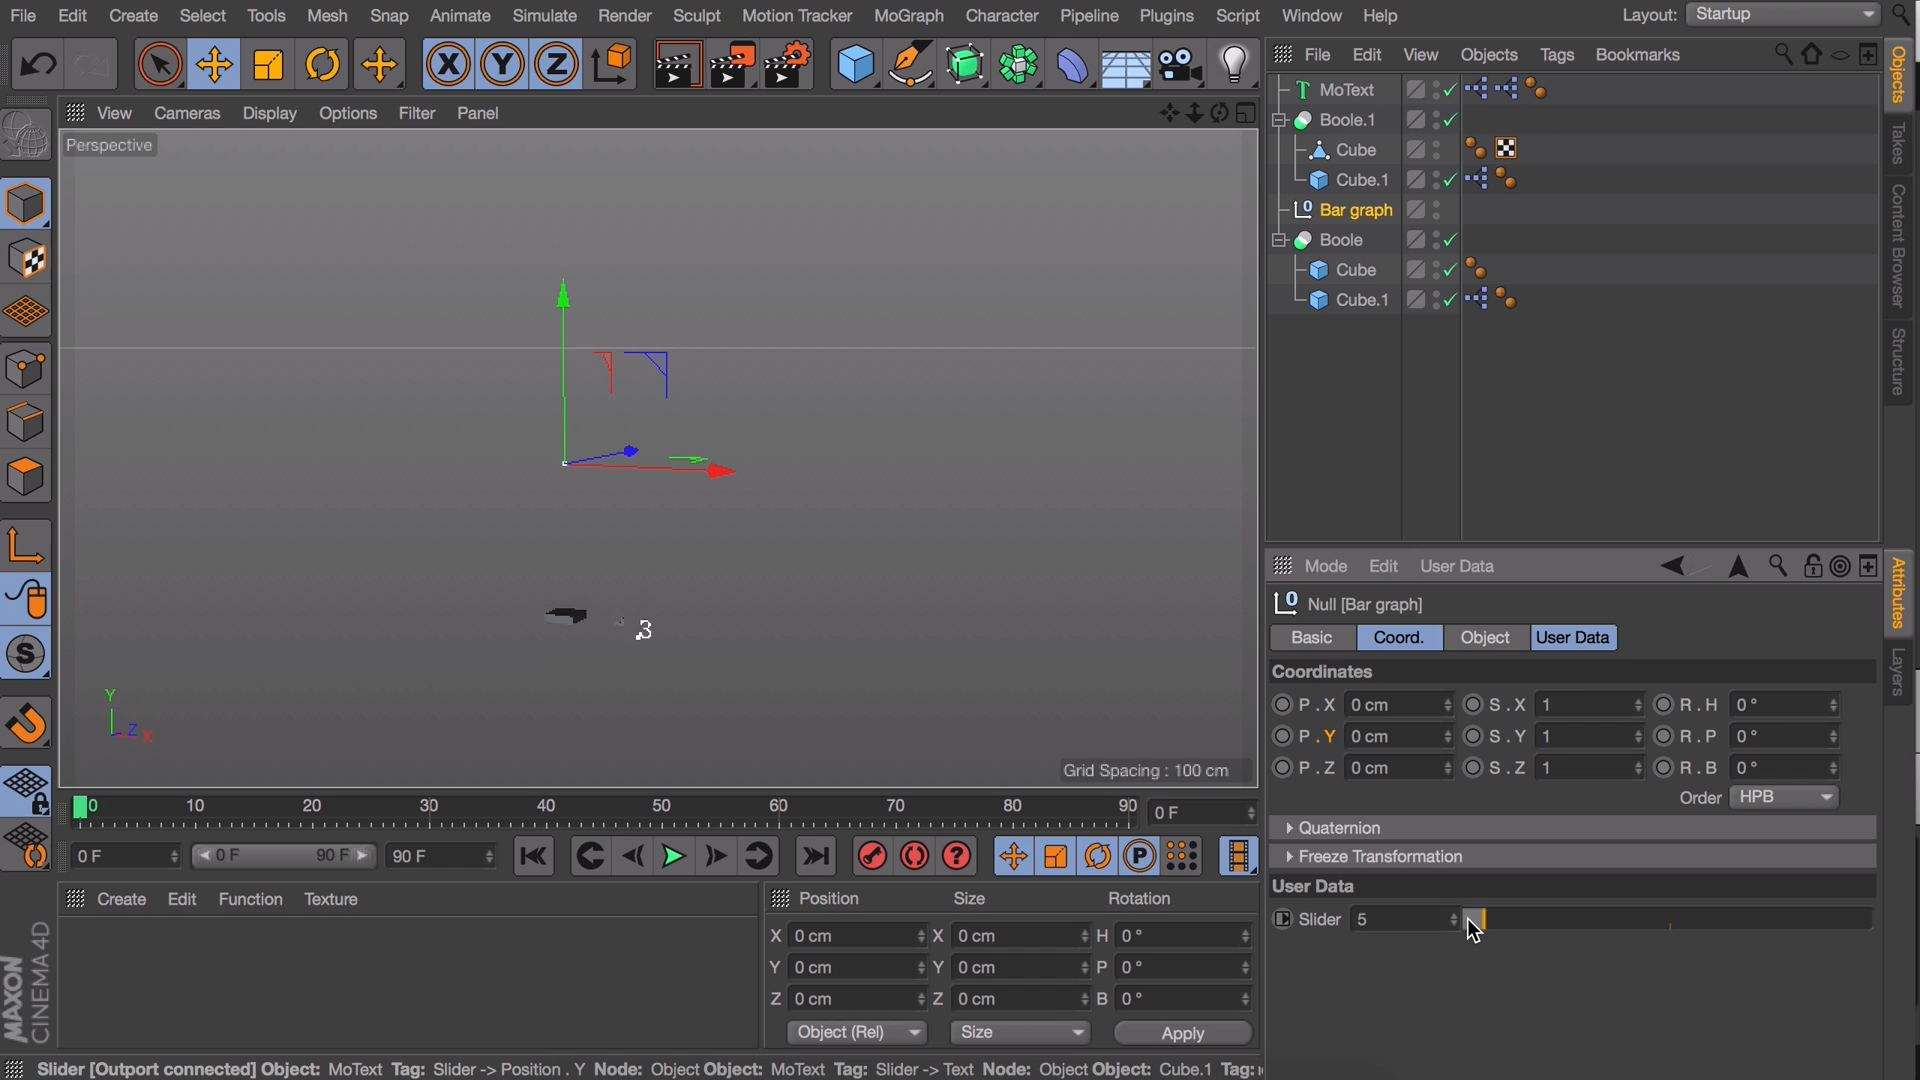 File Edit Create Select Tools Mesh Snap Animate Simulate Render Sculpt Motion Tracker MoGraph Character Pipeline Plugins Script Window Help Layout: Startup
X Y Z
File Edit View Objects Tags Bookmarks
View Cameras Display Options Filter Panel
Perspective
MoText
Boole.1
Cube
Cube.1
Bar graph
Boole
Cube
Cube.1
Objects
Takes
Content Browser
Structure
3
Y
Z
X
Grid Spacing : 100 cm
Mode Edit User Data
Null [Bar graph]
Basic Coord. Object User Data
Coordinates
P . X 0 cm S . X 1 R . H 0 °
P . Y 0 cm S . Y 1 R . P 0 °
P . Z 0 cm S . Z 1 R . B 0 °
Order HPB
Quaternion
Freeze Transformation
User Data
Slider 5
Attributes
Layers
0 10 20 30 40 50 60 70 80 90 0 F
0 F 0 F 90 F 90 F
P
Create Edit Function Texture
Position Size Rotation
X 0 cm X 0 cm H 0 °
Y 0 cm Y 0 cm P 0 °
Z 0 cm Z 0 cm B 0 °
Object (Rel) Size Apply
MAXON
CINEMA 4D
Slider [Outport connected] Object: MoText Tag: Slider -> Position . Y Node: Object Object: MoText Tag: Slider -> Text Node: Object Object: Cube.1 Tag: